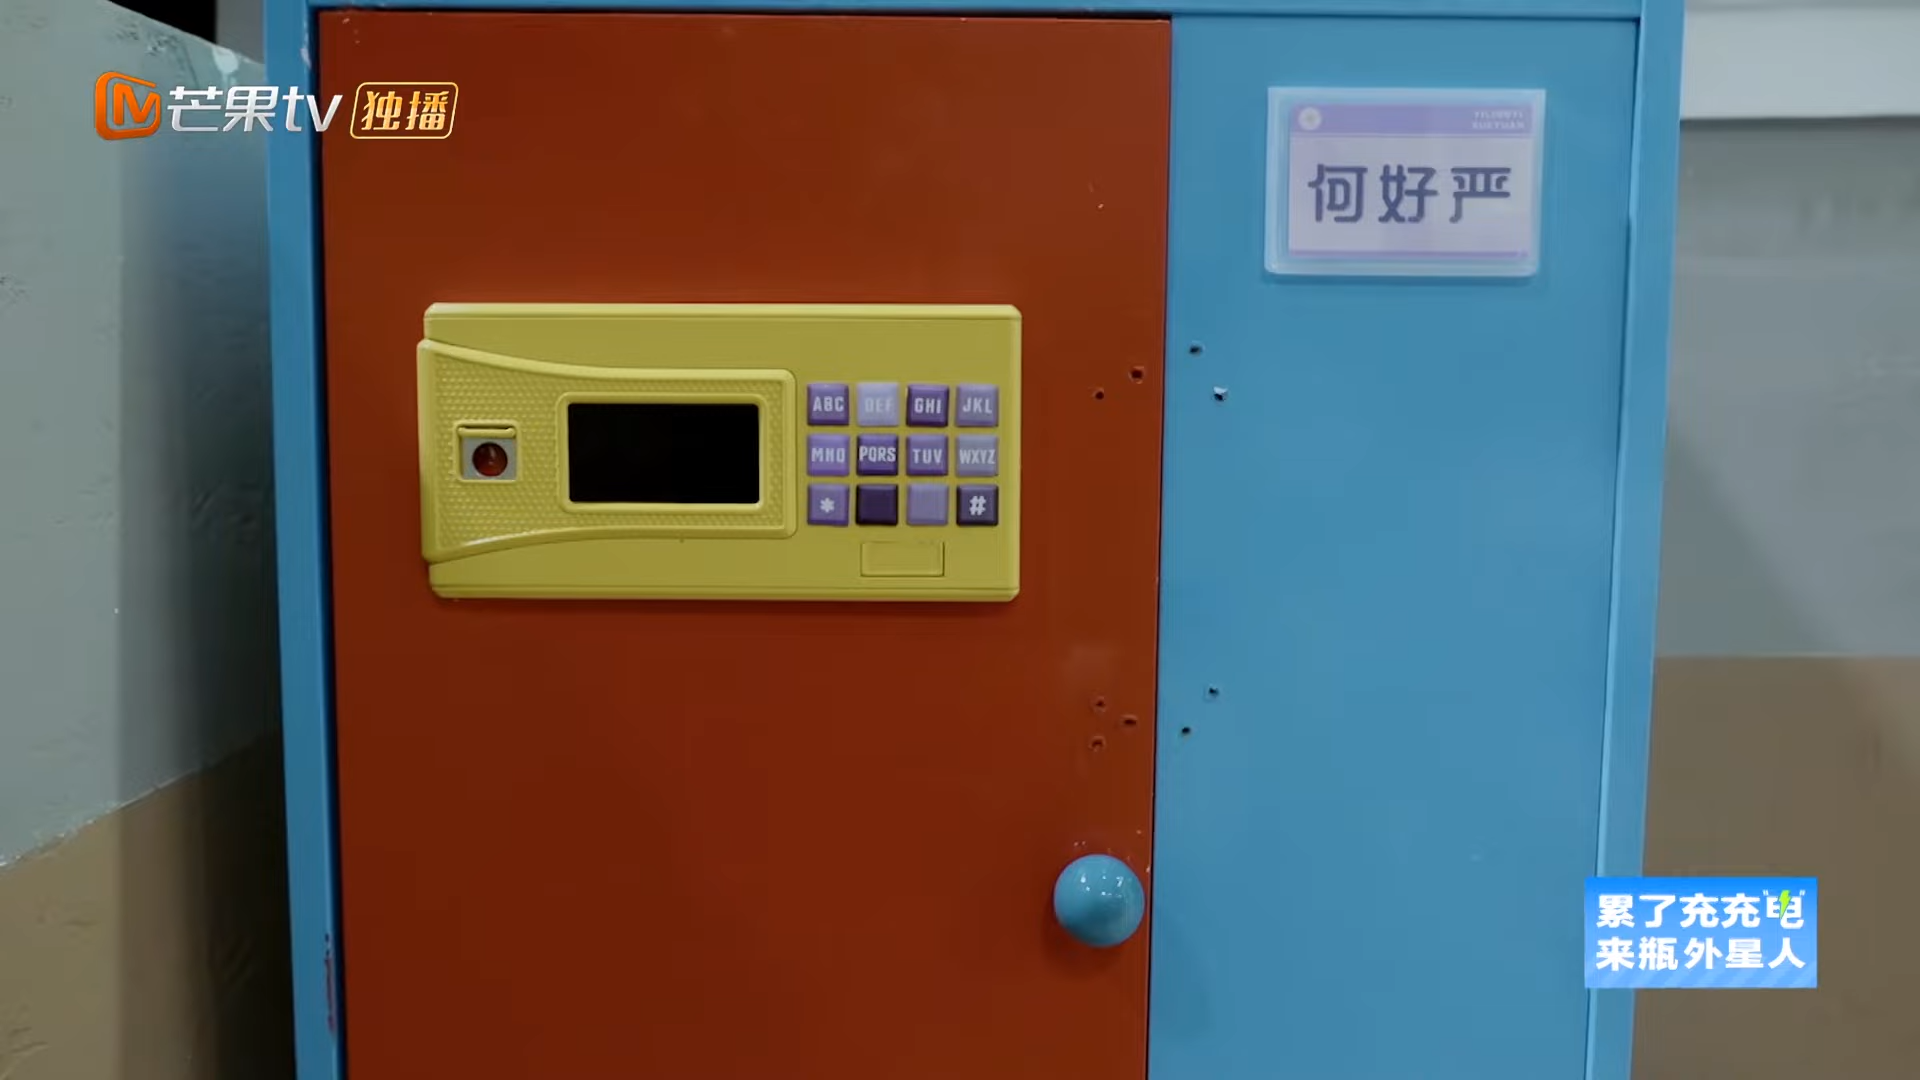 芒果tv 独播
何好严
ABC DEF GHI JKL
MNO PQRS TUV WXYZ
* #
累了充充"电"
来瓶外星人